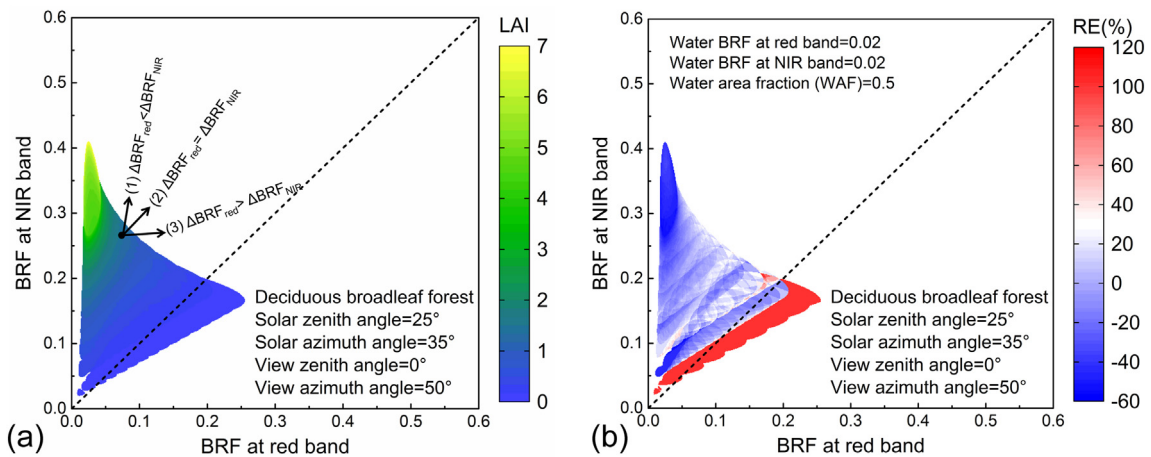 LAI
0.6
0.5
0.4
0.3
0.2
0.1
0.0
0.0 0.1 0.2 0.3 0.4 0.5 0.6
BRF at NIR band
BRF at red band
(1) ΔBRFred<ΔBRFNIR
(2) ΔBRFred= ΔBRFNIR
(3) ΔBRFred> ΔBRFNIR
Deciduous broadleaf forest
Solar zenith angle=25°
Solar azimuth angle=35°
View zenith angle=0°
View azimuth angle=50°
7
6
5
4
3
2
1
0
(a)
RE(%)
0.6
0.5
0.4
0.3
0.2
0.1
0.0
0.0 0.1 0.2 0.3 0.4 0.5 0.6
BRF at NIR band
BRF at red band
Water BRF at red band=0.02
Water BRF at NIR band=0.02
Water area fraction (WAF)=0.5
Deciduous broadleaf forest
Solar zenith angle=25°
Solar azimuth angle=35°
View zenith angle=0°
View azimuth angle=50°
120
100
80
60
40
20
0
-20
-40
-60
(b)